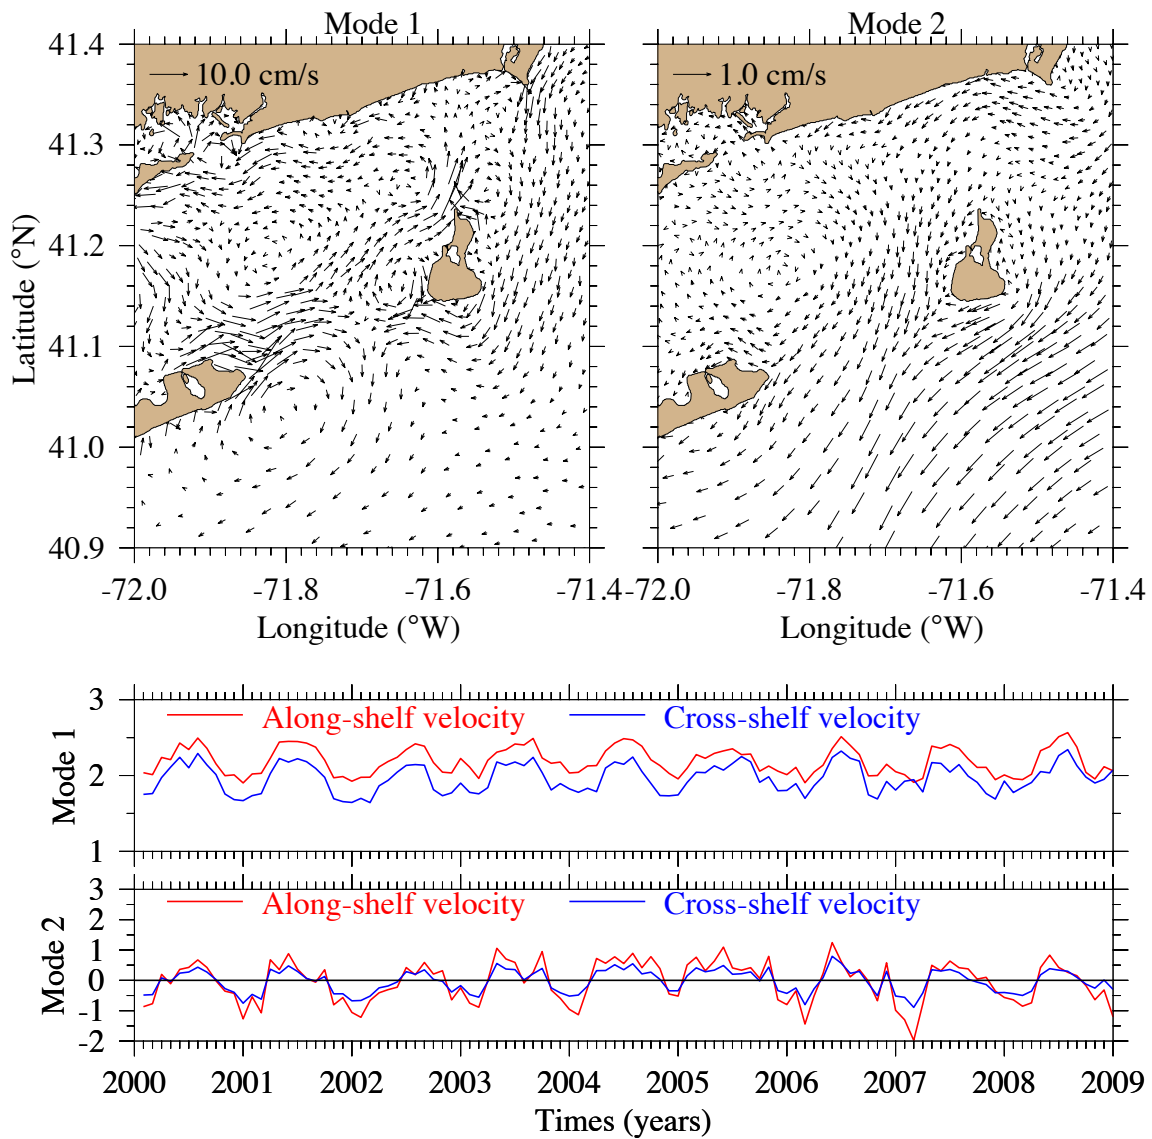 Mode 1 Mode 2
41.4
10.0 cm/s 1.0 cm/s
41.3
41.2
41.1
41.0
40.9
Latitude (°N)
-72.0 -71.8 -71.6 -71.4 -72.0 -71.8 -71.6 -71.4
Longitude (°W) Longitude (°W)
3
Along-shelf velocity Cross-shelf velocity
2
1
Mode 1
3
Along-shelf velocity Cross-shelf velocity
2
1
0
-1
-2
Mode 2
2000 2001 2002 2003 2004 2005 2006 2007 2008 2009
Times (years)